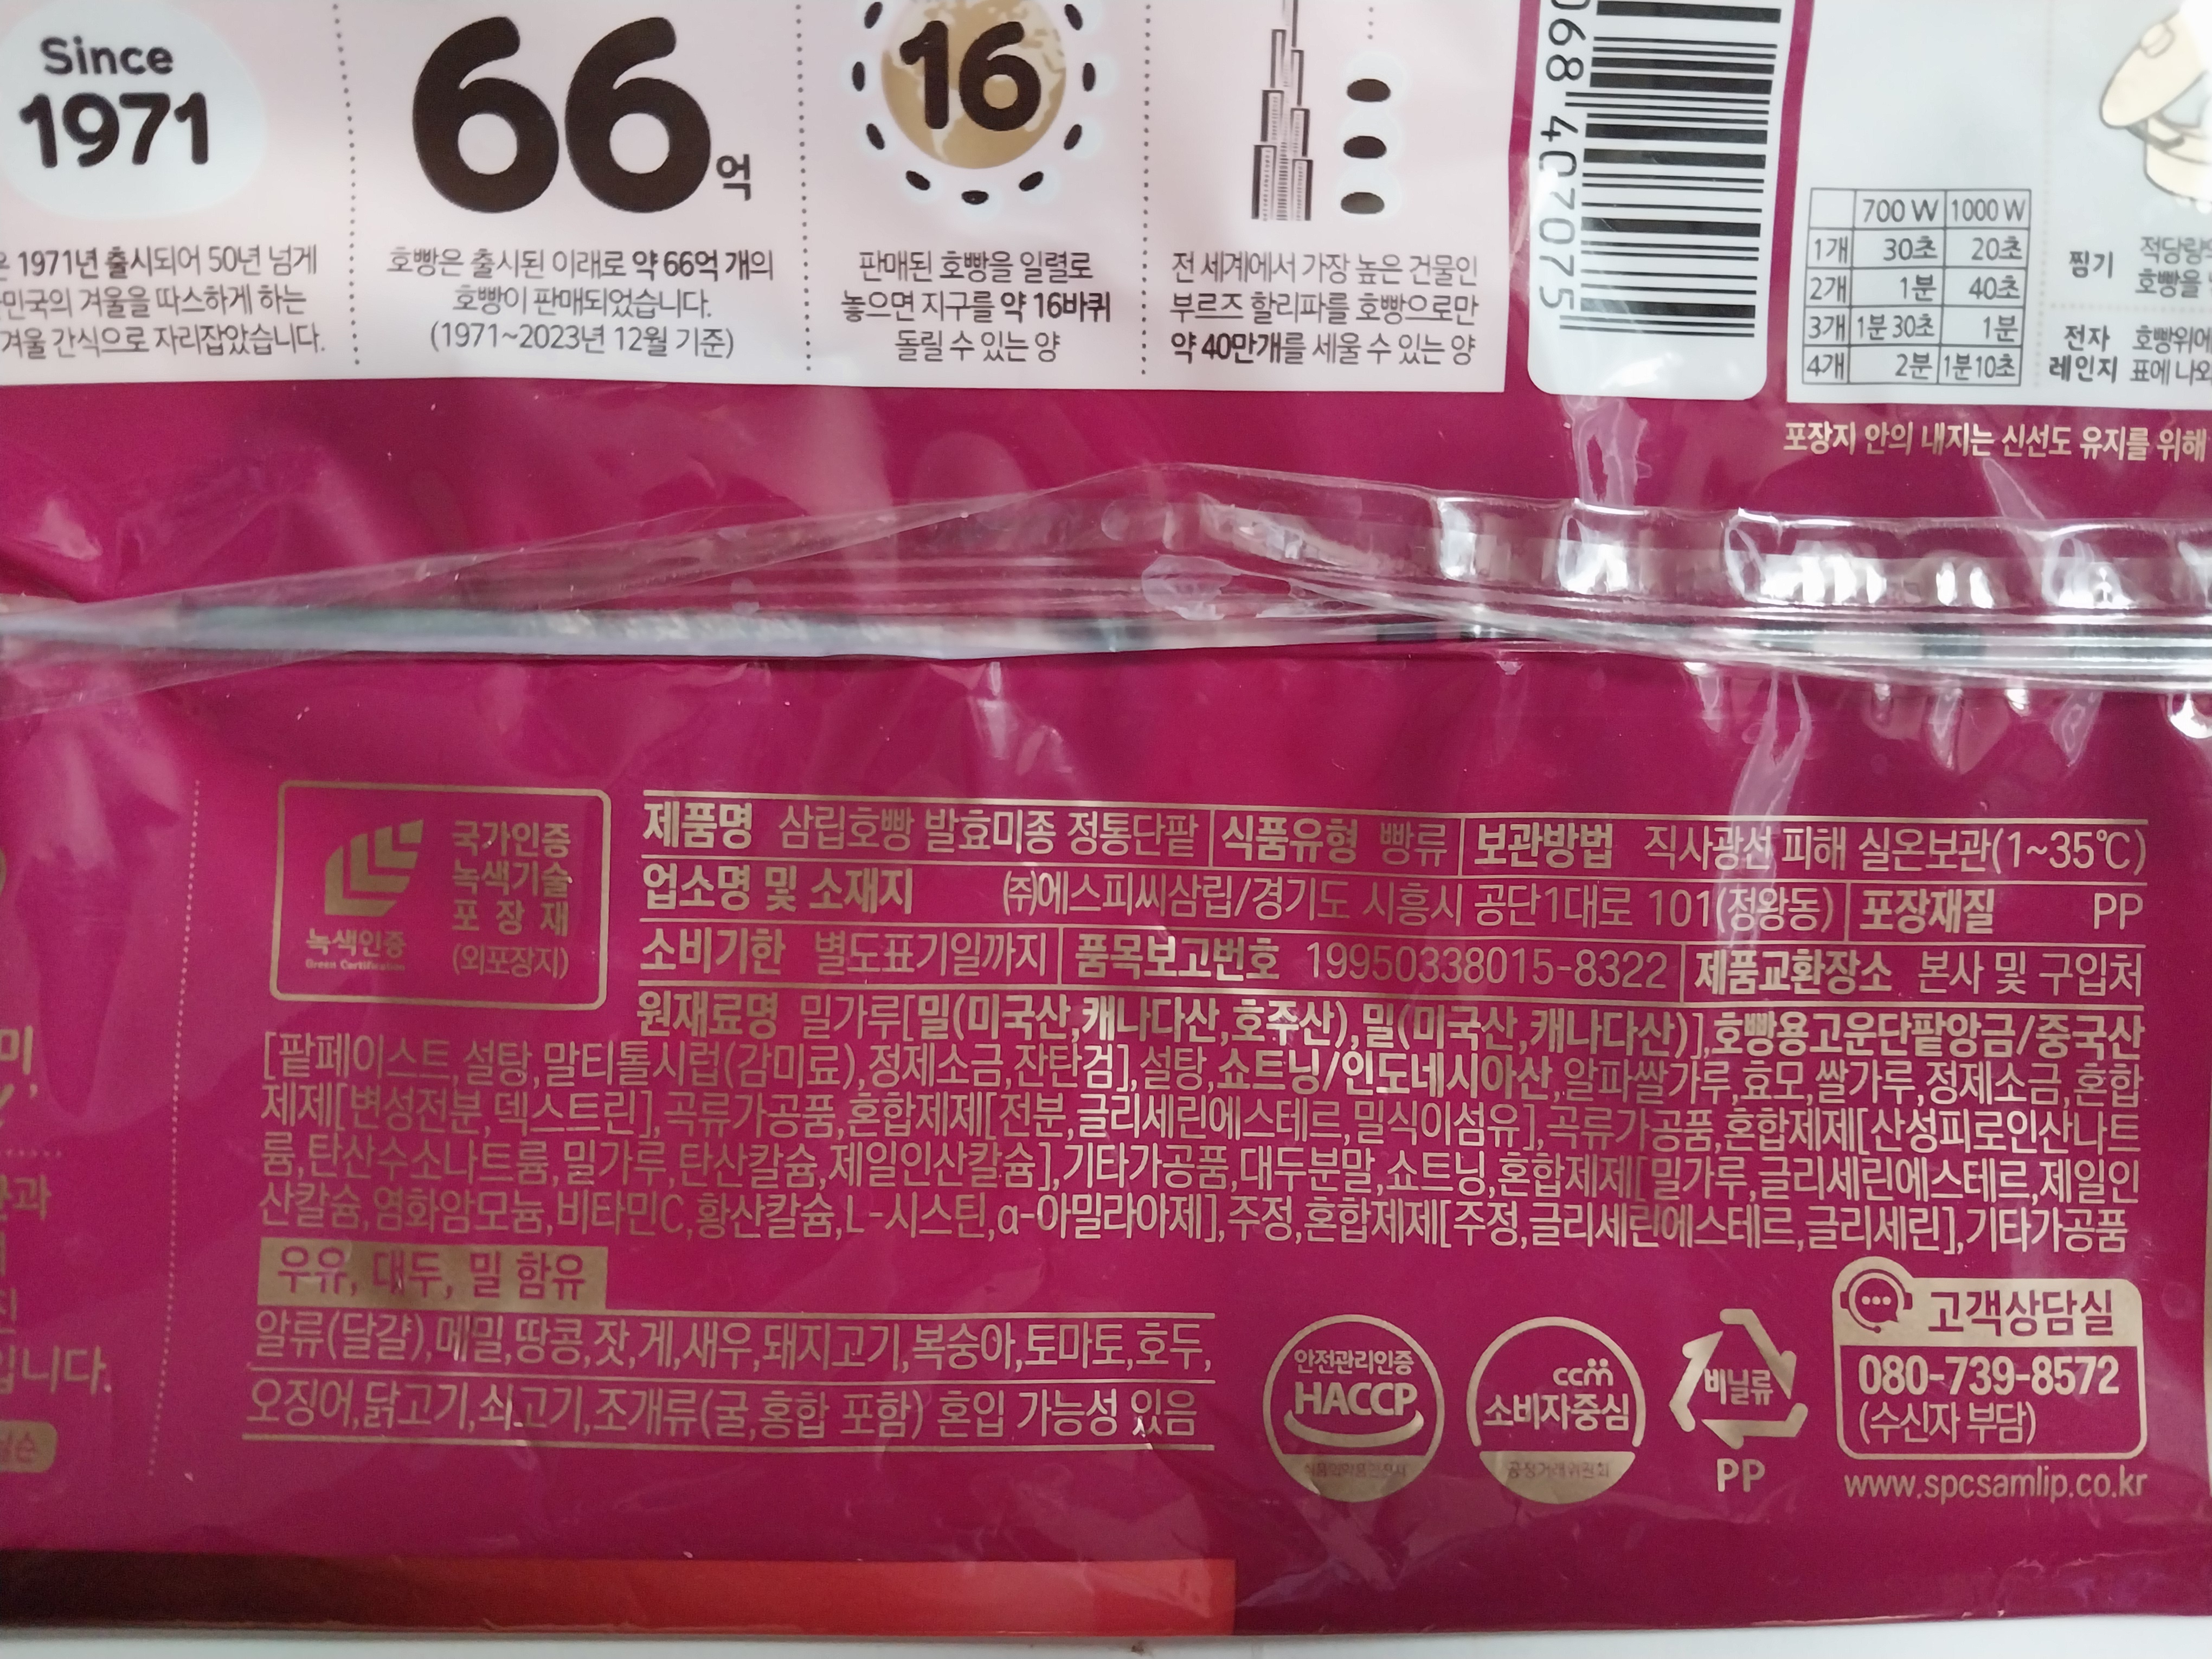 Since
1971
1971년 출시되어 50년 넘게
민국의 겨울을 따스하게 하는
겨울 간식으로 자리잡았습니다.
66억
호빵은 출시된 이래로 약 66억 개의
호빵이 판매되었습니다.
(1971~2023년 12월 기준)
16
판매된 호빵을 일렬로
놓으면 지구를 약 16바퀴
돌릴 수 있는 양
전 세계에서 가장 높은 건물인
부르즈 할리파를 호빵으로만
약 40만개를 세울 수 있는 양
068 407075
700 W 1000 W
1개 30초 20초
2개 1분 40초
3개 1분 30초 1분
4개 2분 1분10초
찜기
호빵을
전자
레인지
호빵위에
표에 나와
포장지 안의 내지는 신선도 유지를 위해
국가인증
녹색기술
포 장 재
(외포장지)
녹색인증
Green Certification
제품명 삼립호빵 발효미종 정통단팥 식품유형 빵류 보관방법 직사광선 피해 실온보관(1~35℃)
업소명 및 소재지 ㈜에스피씨삼립/경기도 시흥시 공단1대로 101(정왕동) 포장재질 PP
소비기한 별도표기일까지 품목보고번호 19950338015-8322 제품교환장소 본사 및 구입처
원재료명 밀가루[밀(미국산,캐나다산,호주산),밀(미국산,캐나다산)],호빵용고운단팥앙금/중국산
[팥페이스트,설탕,말티톨시럽(감미료),정제소금,잔탄검],설탕,쇼트닝/인도네시아산,알파쌀가루,효모,쌀가루,정제소금,혼합
제제[변성전분,덱스트린],곡류가공품,혼합제제[전분,글리세린에스테르,밀식이섬유],곡류가공품,혼합제제[산성피로인산나트
륨,탄산수소나트륨,밀가루,탄산칼슘,제일인산칼슘],기타가공품,대두분말,쇼트닝,혼합제제[밀가루,글리세린에스테르,제일인
산칼슘,염화암모늄,비타민C,황산칼슘,L-시스틴,α-아밀라아제],주정,혼합제제[주정,글리세린에스테르,글리세린],기타가공품
우유, 대두, 밀 함유
알류(달걀),메밀,땅콩,잣,게,새우,돼지고기,복숭아,토마토,호두,
오징어,닭고기,쇠고기,조개류(굴,홍합 포함) 혼입 가능성 있음
안전관리인증
HACCP
식품의약품안전처
ccm
소비자중심
공정거래위원회
비닐류
PP
고객상담실
080-739-8572
(수신자 부담)
www.spcsamlip.co.kr
입니다.